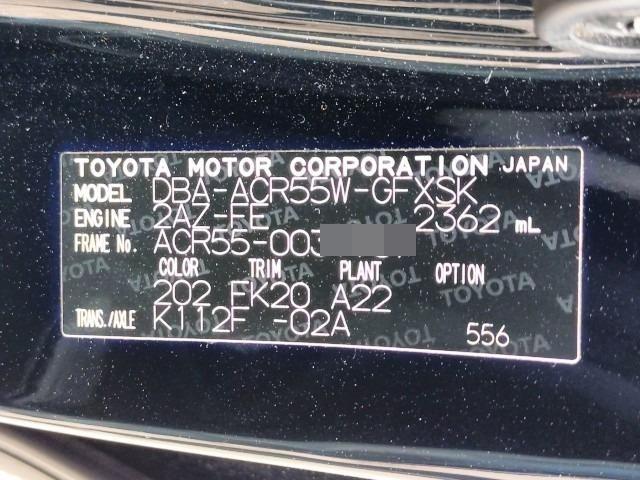 TOYOTA MOTOR CORPORATION JAPAN
MODEL DBA-ACR55W-GFXSK
ENGINE 2AZ-FE 2362 mL
FRAME No. ACR55-003
COLOR TRIM PLANT OPTION
202 FK20 A22
TRANS./AXLE K112F -02A 556